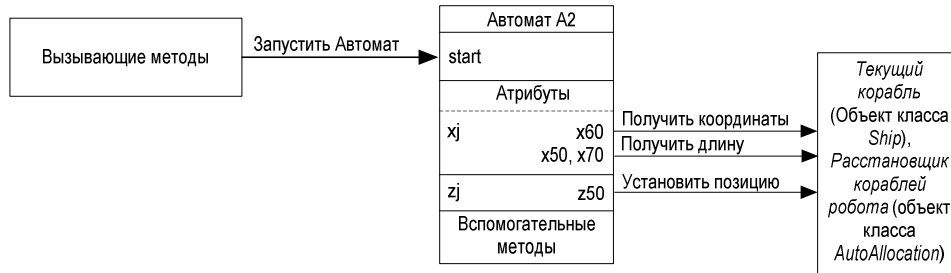 Вызывающие методы
Запустить Автомат
Автомат A2
start
Атрибуты
xj x60
x50, x70
zj z50
Вспомогательные
методы
Получить координаты
Получить длину
Установить позицию
Текущий
корабль
(Объект класса
Ship),
Расстановщик
кораблей
робота (объект
класса
AutoAllocation)